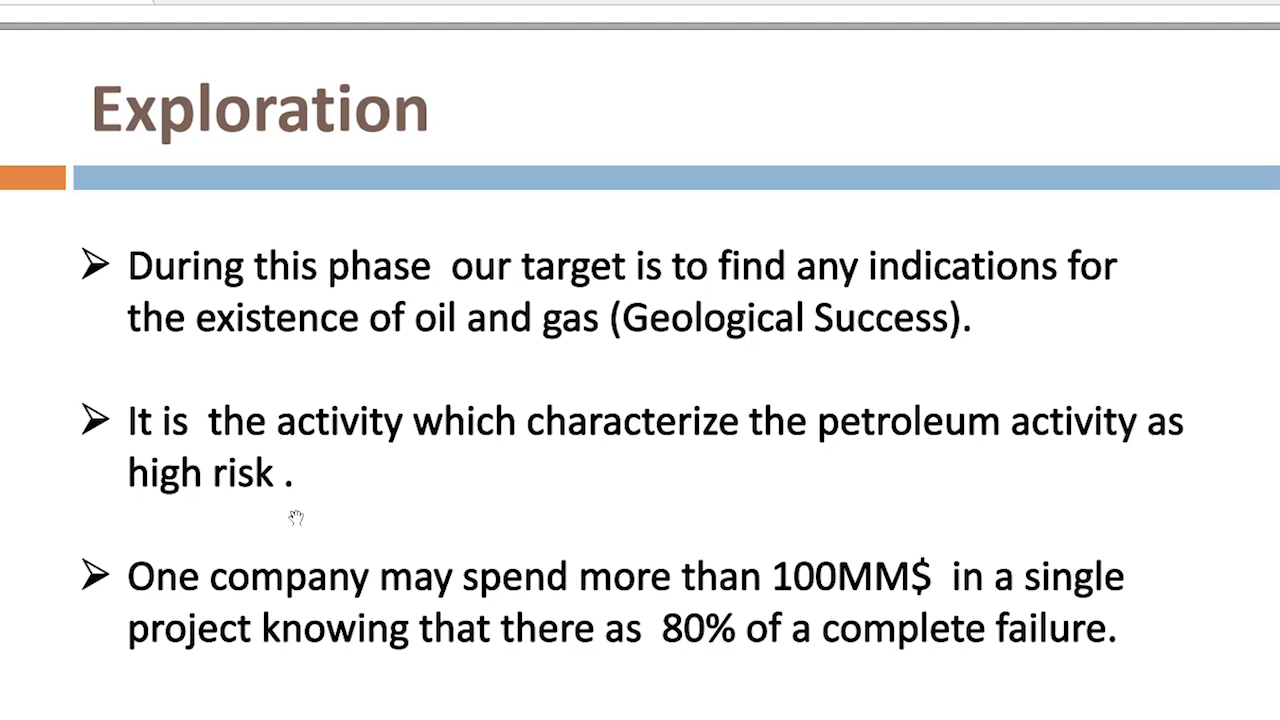 Exploration
During this phase  our target is to find any indications for
the existence of oil and gas (Geological Success).
It is  the activity which characterize the petroleum activity as
high risk .
One company may spend more than 100MM$  in a single
project knowing that there as  80% of a complete failure.